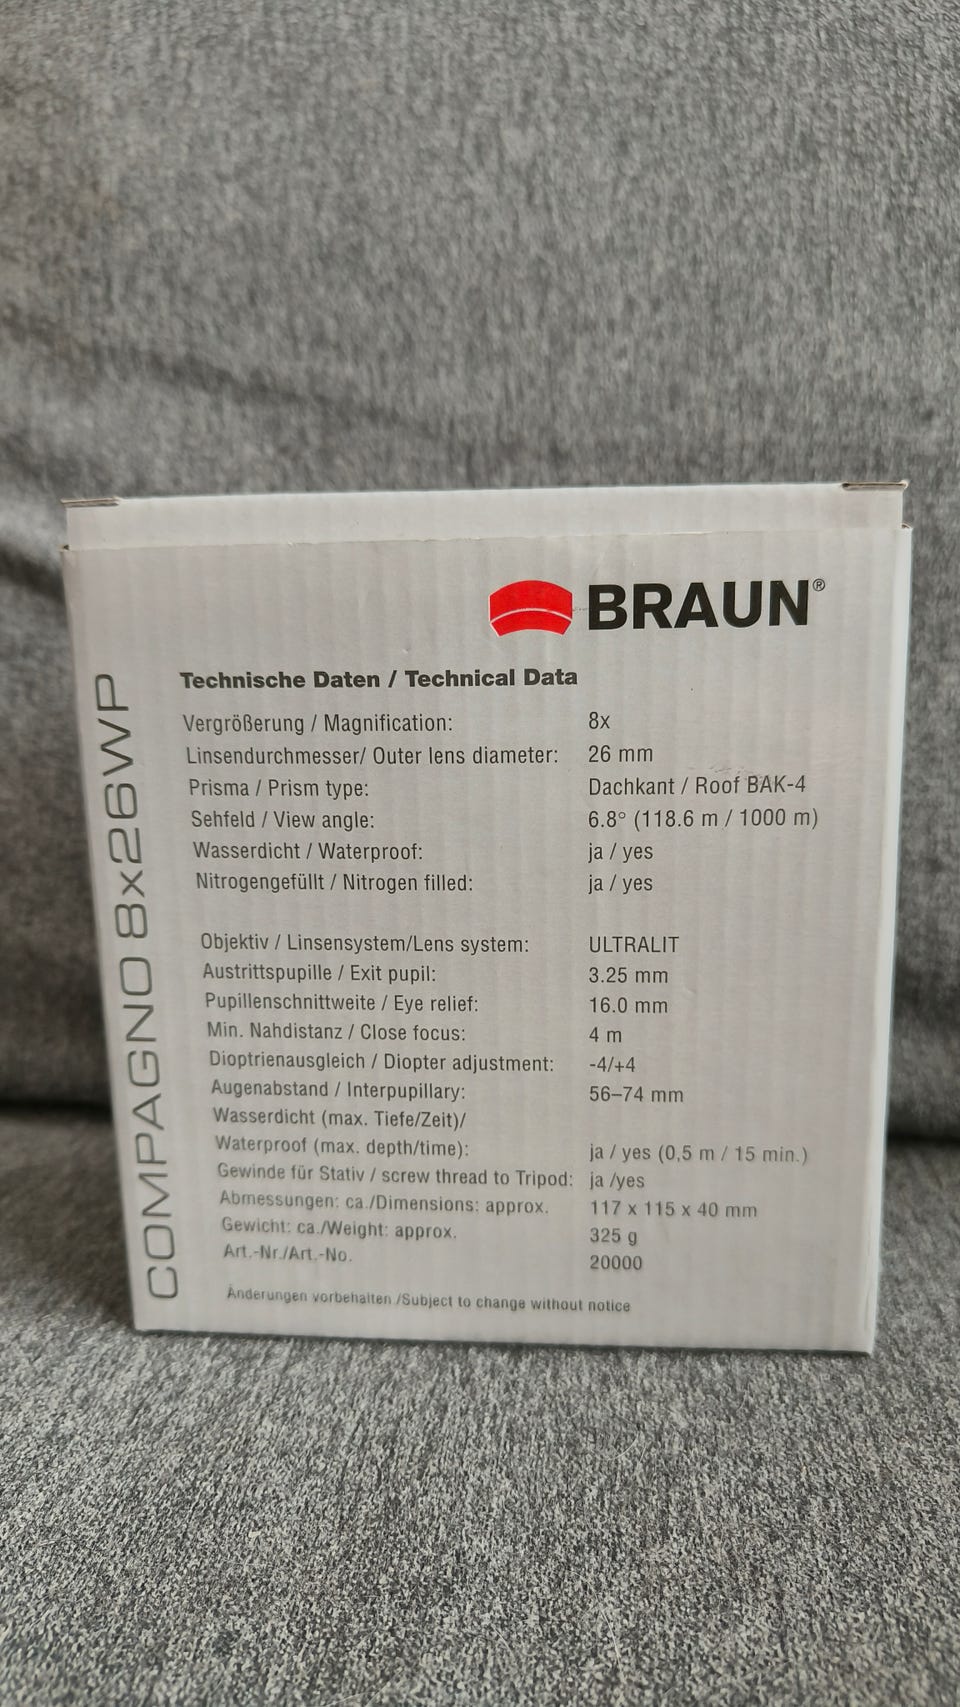 BRAUN®
COMPAGNO 8x26WP
Technische Daten / Technical Data
Vergrößerung / Magnification: 8x
Linsendurchmesser/ Outer lens diameter: 26 mm
Prisma / Prism type: Dachkant / Roof BAK-4
Sehfeld / View angle: 6.8° (118.6 m / 1000 m)
Wasserdicht / Waterproof: ja / yes
Nitrogengefüllt / Nitrogen filled: ja / yes
Objektiv / Linsensystem/Lens system: ULTRALIT
Austrittspupille / Exit pupil: 3.25 mm
Pupillenschnittweite / Eye relief: 16.0 mm
Min. Nahdistanz / Close focus: 4 m
Dioptrienausgleich / Diopter adjustment: -4/+4
Augenabstand / Interpupillary: 56–74 mm
Wasserdicht (max. Tiefe/Zeit)/
Waterproof (max. depth/time): ja / yes (0,5 m / 15 min.)
Gewinde für Stativ / screw thread to Tripod: ja /yes
Abmessungen: ca./Dimensions: approx. 117 x 115 x 40 mm
Gewicht: ca./Weight: approx. 325 g
Art.-Nr./Art.-No. 20000
Änderungen vorbehalten /Subject to change without notice